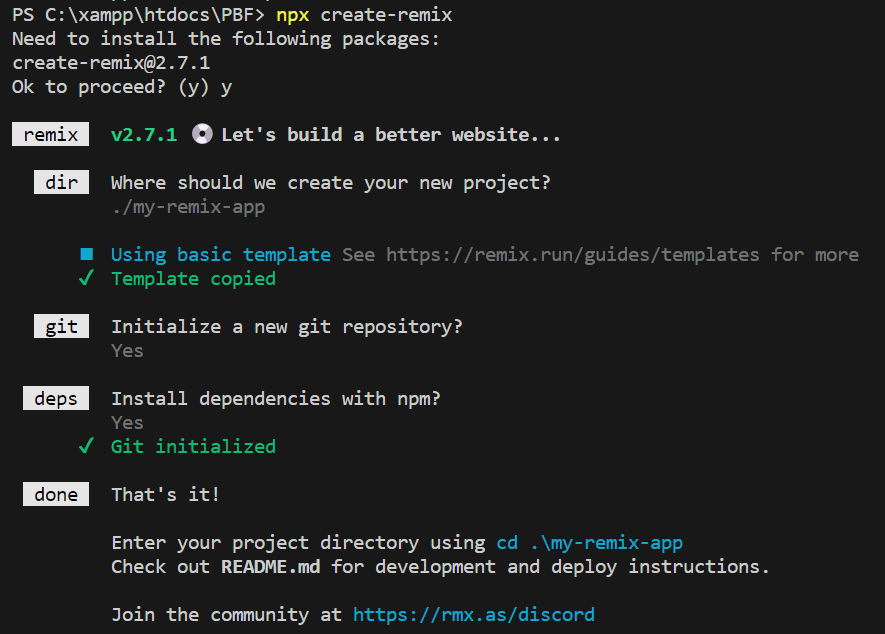 PS C:\xampp\htdocs\PBF> npx create-remix
Need to install the following packages:
create-remix@2.7.1
Ok to proceed? (y) y
remix v2.7.1 💿 Let's build a better website...
dir Where should we create your new project?
./my-remix-app
■ Using basic template See https://remix.run/guides/templates for more
✓ Template copied
git Initialize a new git repository?
Yes
deps Install dependencies with npm?
Yes
✓ Git initialized
done That's it!
Enter your project directory using cd .\my-remix-app
Check out README.md for development and deploy instructions.
Join the community at https://rmx.as/discord